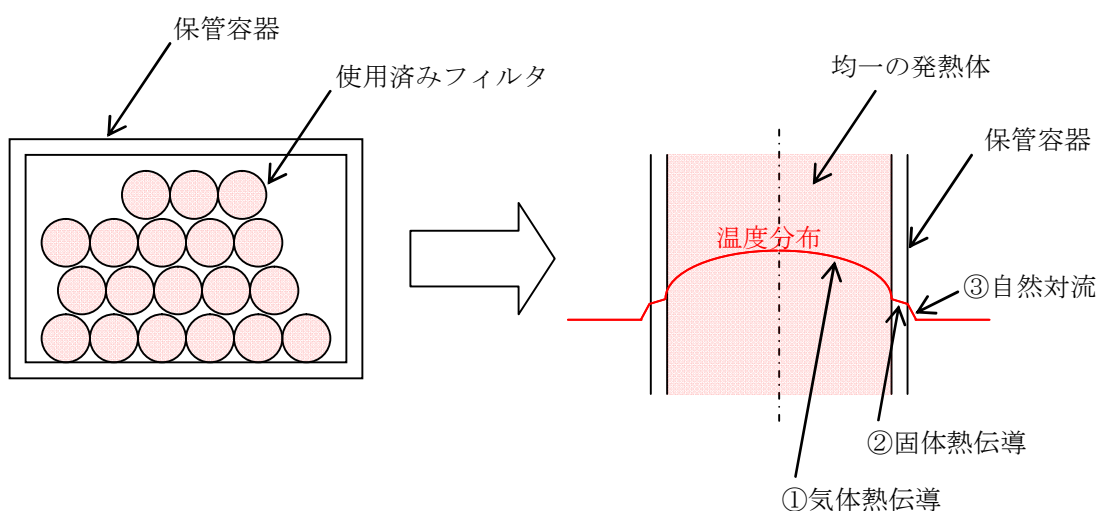 保管容器
使用済みフィルタ
均一の発熱体
保管容器
温度分布
③自然対流
②固体熱伝導
①気体熱伝導